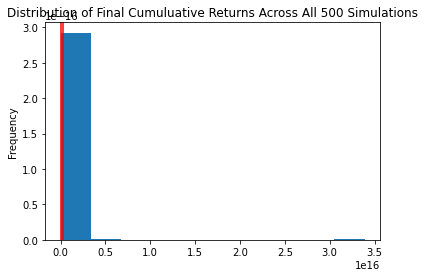 Distribution of Final Cumuluative Returns Across All 500 Simulations
1e-16
3.0
2.5
2.0
1.5
1.0
0.5
0.0
Frequency
0.0 0.5 1.0 1.5 2.0 2.5 3.0 3.5
1e16